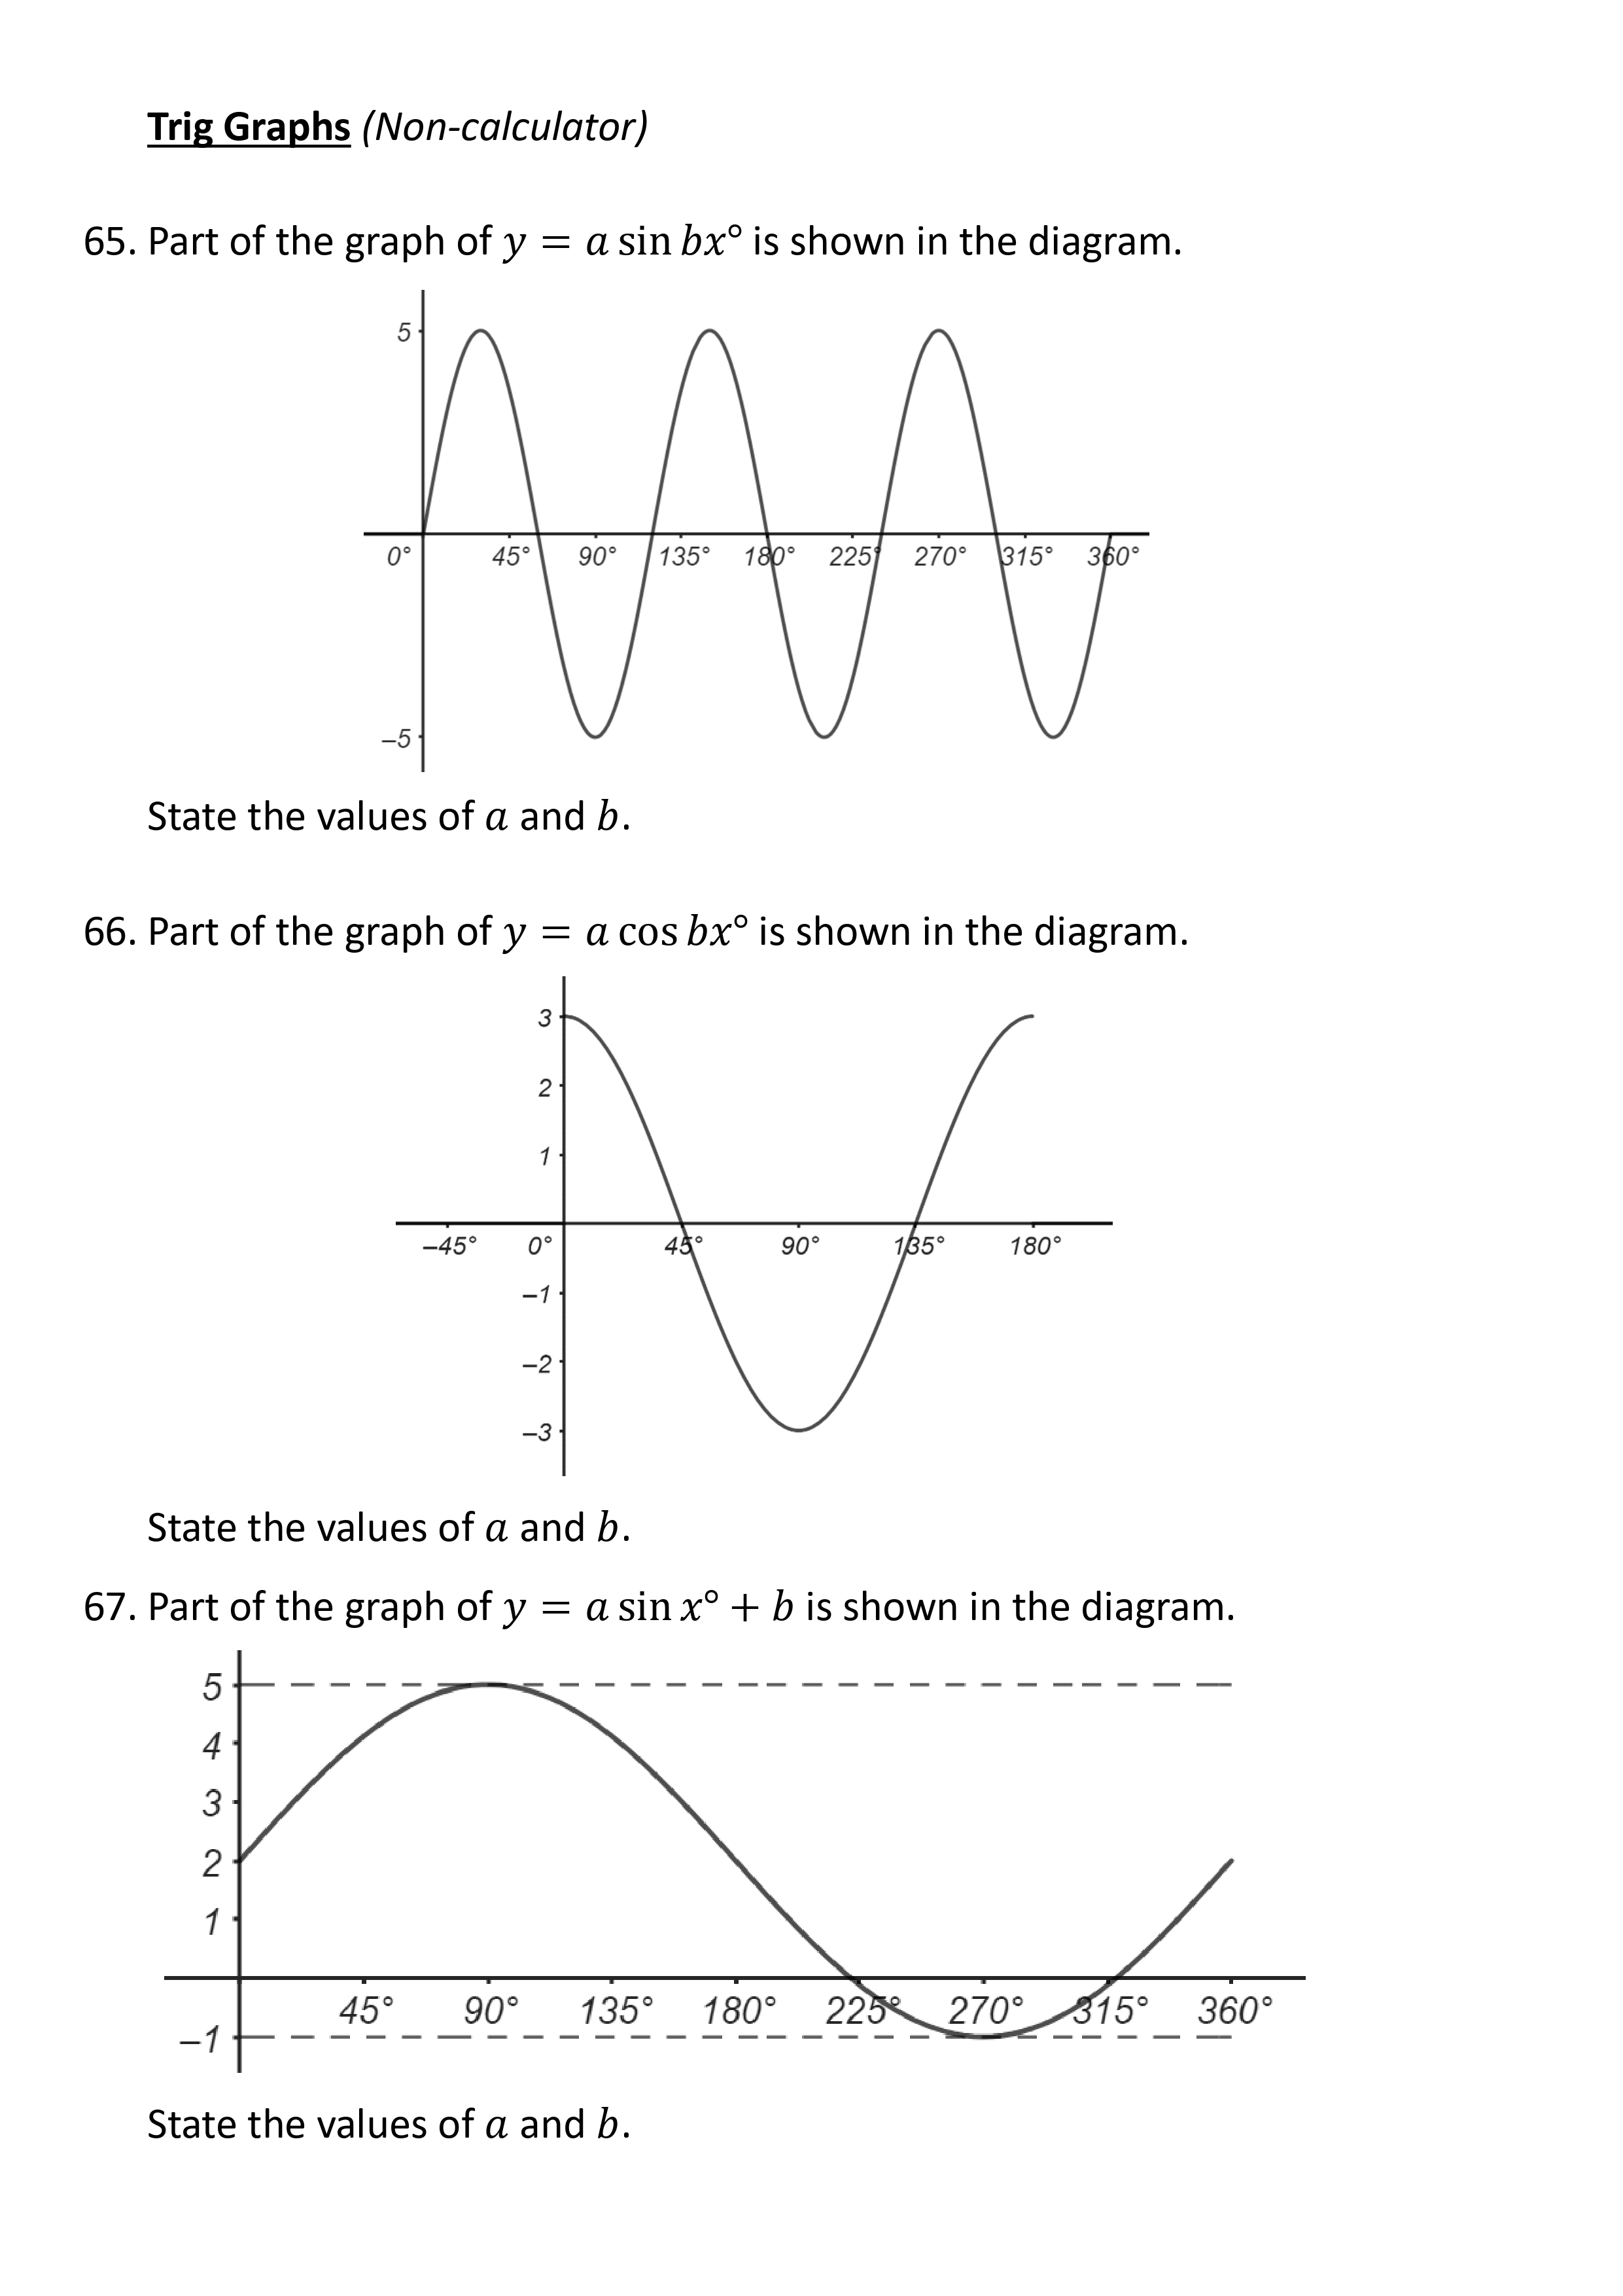 Trig Graphs (Non-calculator)
65. Part of the graph of y = a sin bx° is shown in the diagram.
5
0° 45° 90° 135° 180° 225° 270° 315° 360°
–5
State the values of a and b.
66. Part of the graph of y = a cos bx° is shown in the diagram.
3
2
1
–45° 0° 45° 90° 135° 180°
–1
–2
–3
State the values of a and b.
67. Part of the graph of y = a sin x° + b is shown in the diagram.
5
4
3
2
1
45° 90° 135° 180° 225° 270° 315° 360°
–1
State the values of a and b.